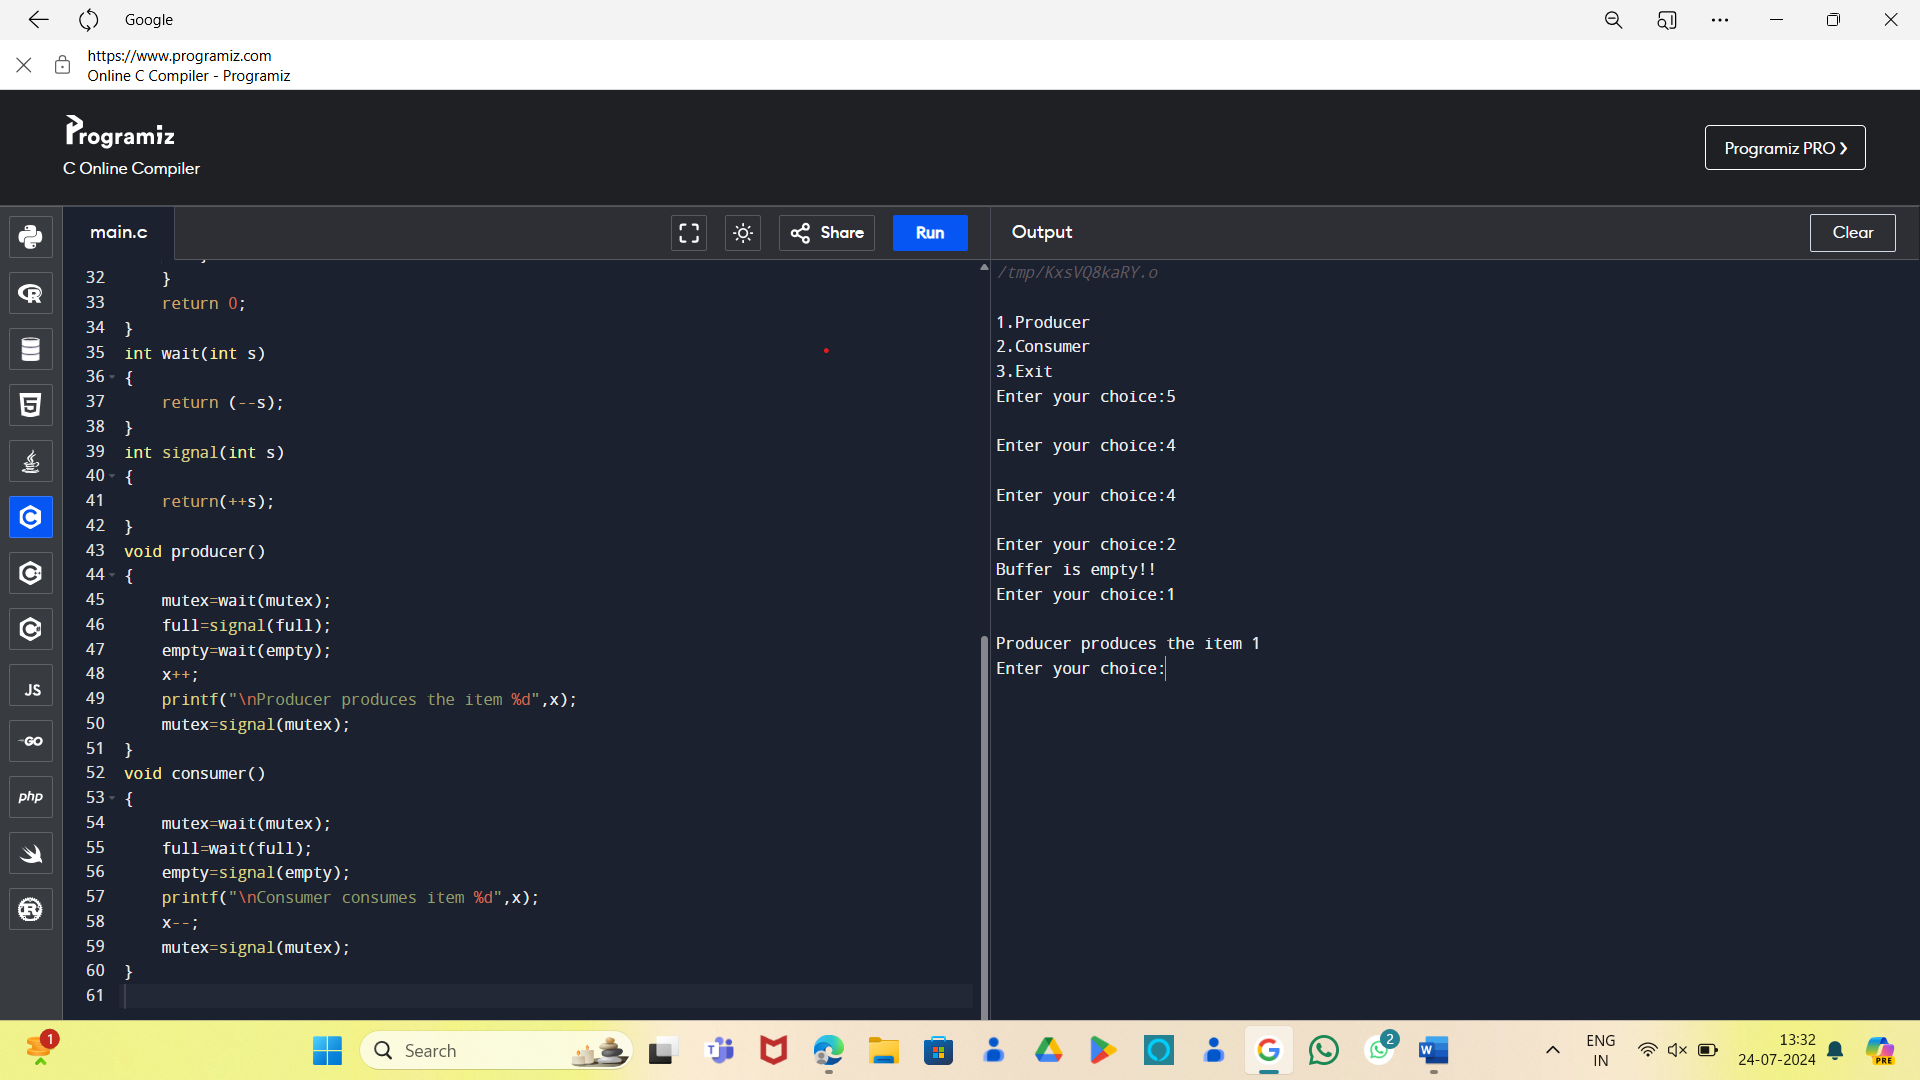 Google
https://www.programiz.com
Online C Compiler - Programiz
Programiz
C Online Compiler
Programiz PRO ❯
main.c
Share
Run
Output
Clear
32 }
33 return 0;
34 }
35 int wait(int s)
36 {
37 return (--s);
38 }
39 int signal(int s)
40 {
41 return(++s);
42 }
43 void producer()
44 {
45 mutex=wait(mutex);
46 full=signal(full);
47 empty=wait(empty);
48 x++;
49 printf("\nProducer produces the item %d",x);
50 mutex=signal(mutex);
51 }
52 void consumer()
53 {
54 mutex=wait(mutex);
55 full=wait(full);
56 empty=signal(empty);
57 printf("\nConsumer consumes item %d",x);
58 x--;
59 mutex=signal(mutex);
60 }
61
/tmp/KxsVQ8kaRY.o
1.Producer
2.Consumer
3.Exit
Enter your choice:5
Enter your choice:4
Enter your choice:4
Enter your choice:2
Buffer is empty!!
Enter your choice:1
Producer produces the item 1
Enter your choice:
R
5
C
JS
GO
php
R
1
Search
T
2
W
ENG
IN
13:32
24-07-2024
PRE